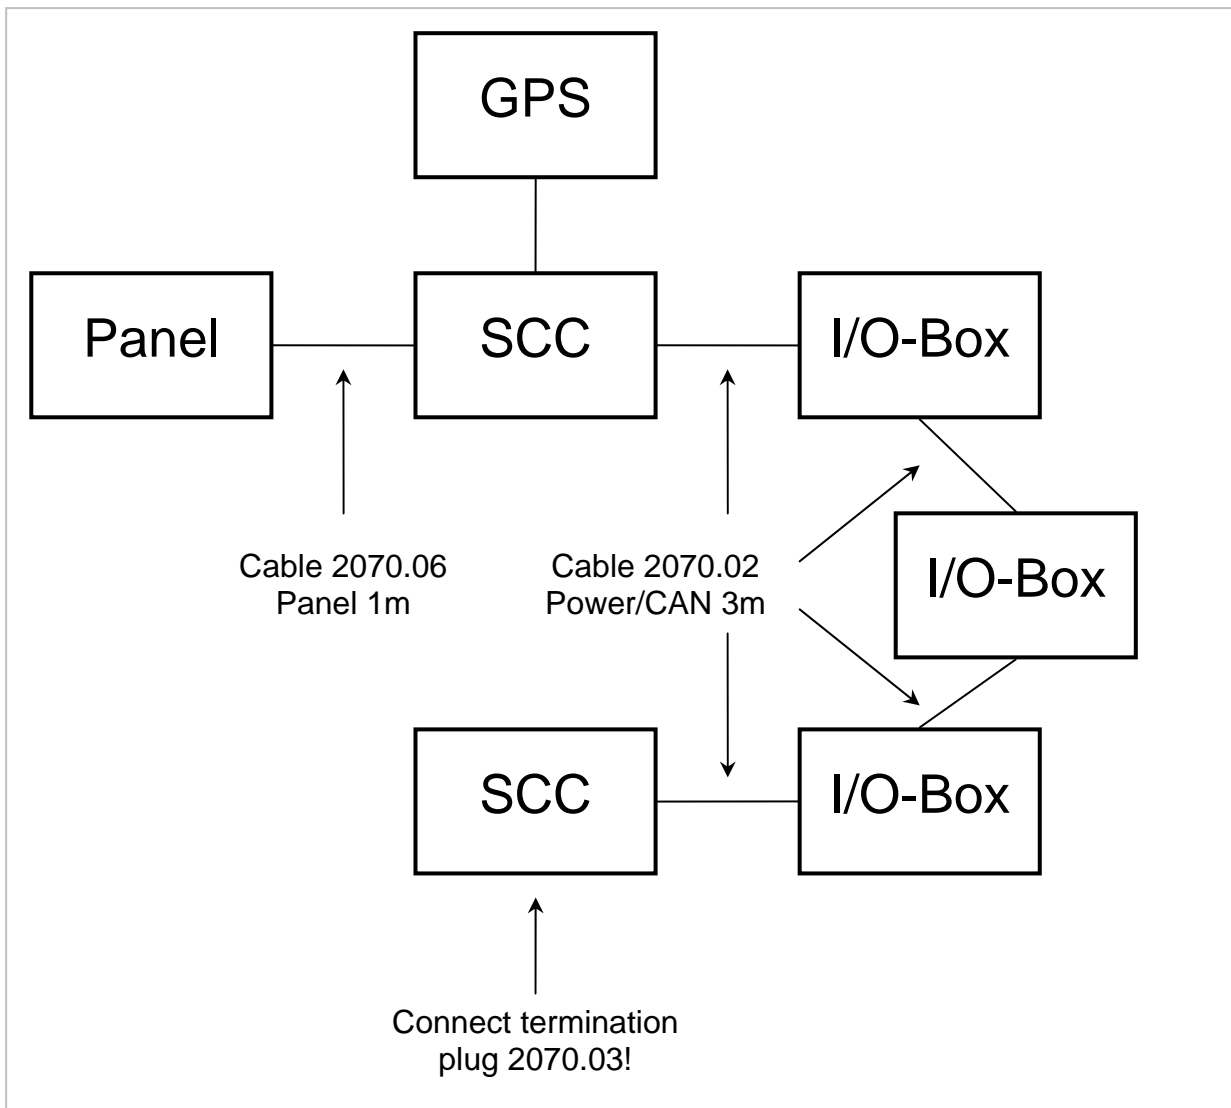 GPS
Panel
SCC
I/O-Box
Cable 2070.06
Panel 1m
Cable 2070.02
Power/CAN 3m
I/O-Box
SCC
I/O-Box
Connect termination
plug 2070.03!